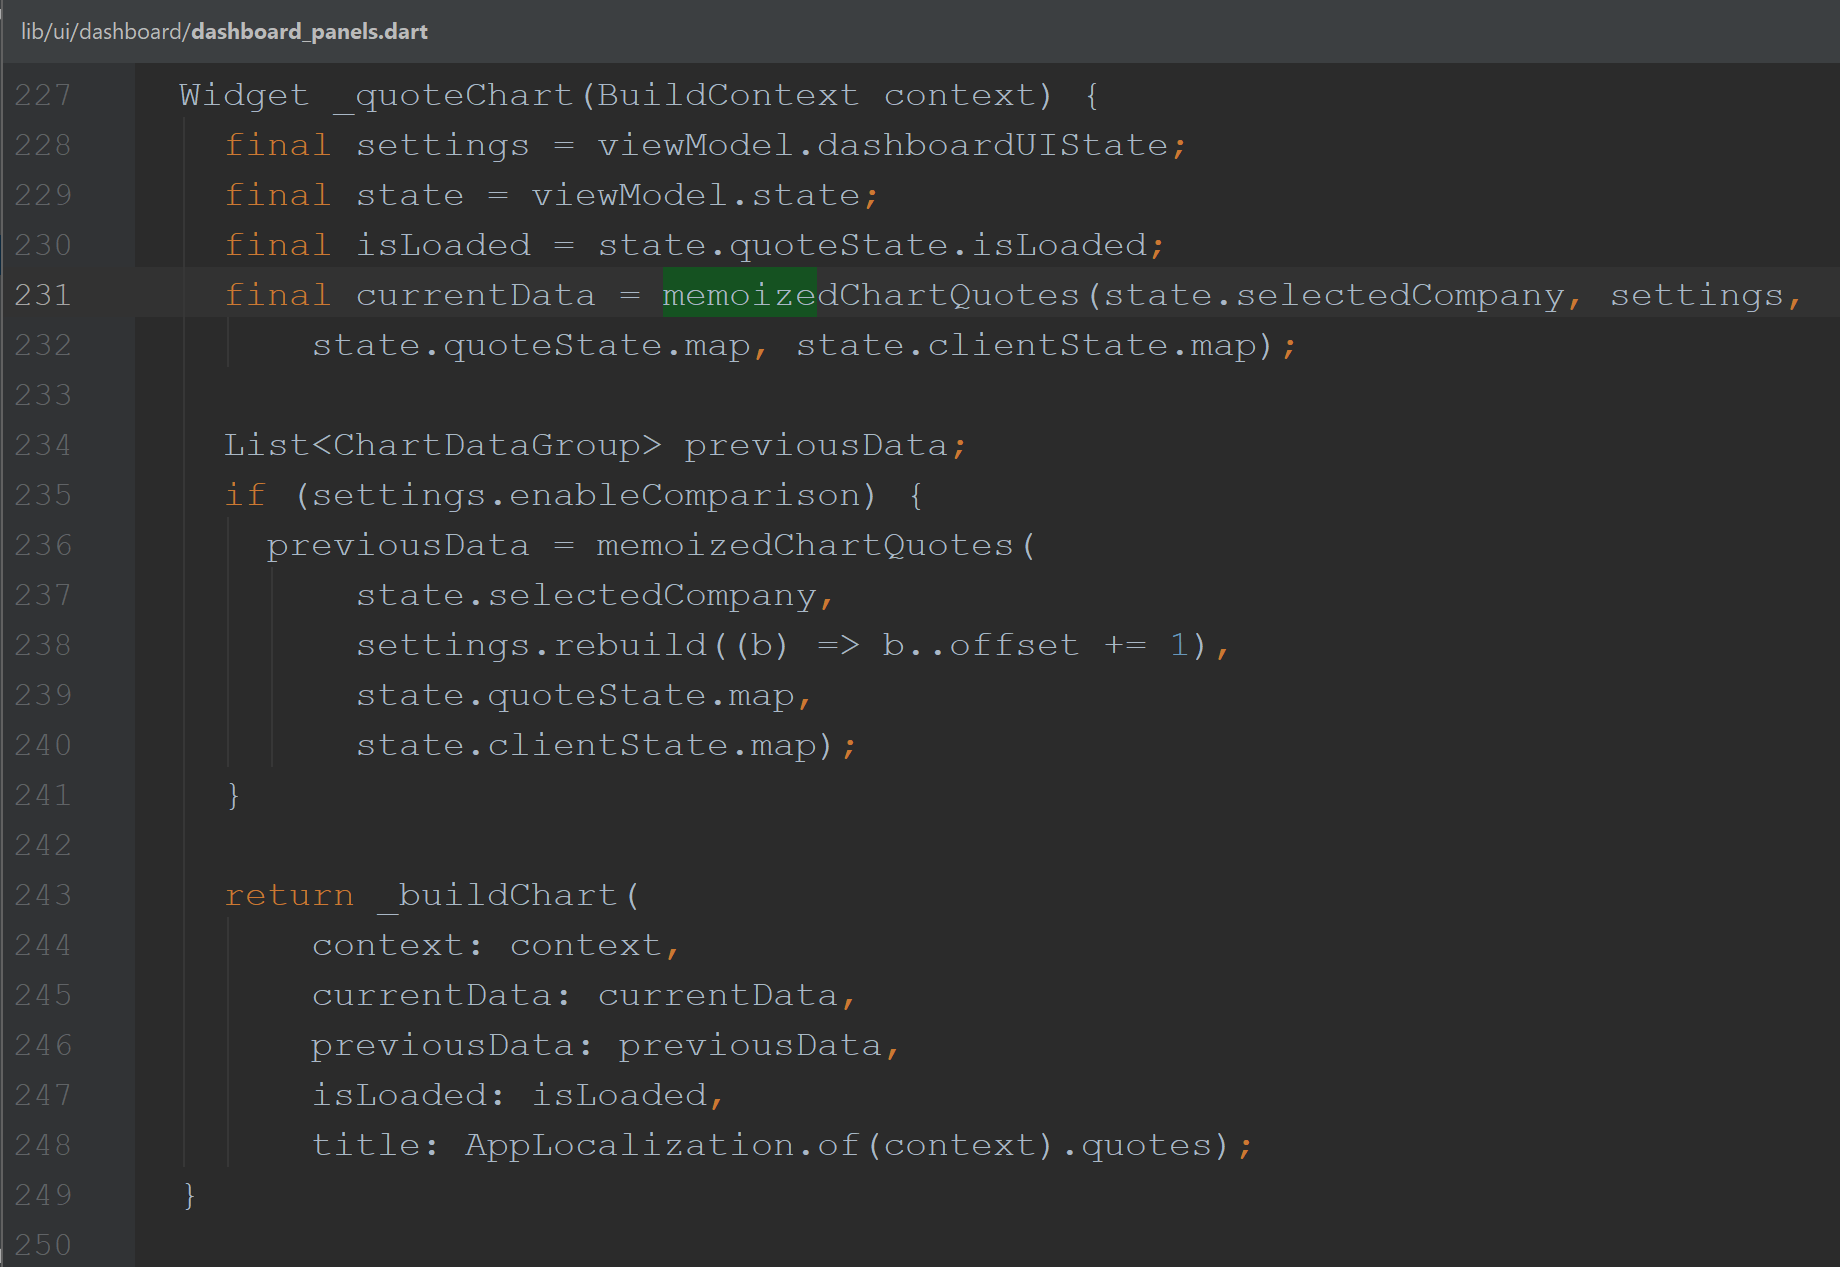 lib/ui/dashboard/dashboard_panels.dart
227 Widget _quoteChart(BuildContext context) {
228 final settings = viewModel.dashboardUIState;
229 final state = viewModel.state;
230 final isLoaded = state.quoteState.isLoaded;
231 final currentData = memoizedChartQuotes(state.selectedCompany, settings,
232 state.quoteState.map, state.clientState.map);
233
234 List<ChartDataGroup> previousData;
235 if (settings.enableComparison) {
236 previousData = memoizedChartQuotes(
237 state.selectedCompany,
238 settings.rebuild((b) => b..offset += 1),
239 state.quoteState.map,
240 state.clientState.map);
241 }
242
243 return _buildChart(
244 context: context,
245 currentData: currentData,
246 previousData: previousData,
247 isLoaded: isLoaded,
248 title: AppLocalization.of(context).quotes);
249 }
250